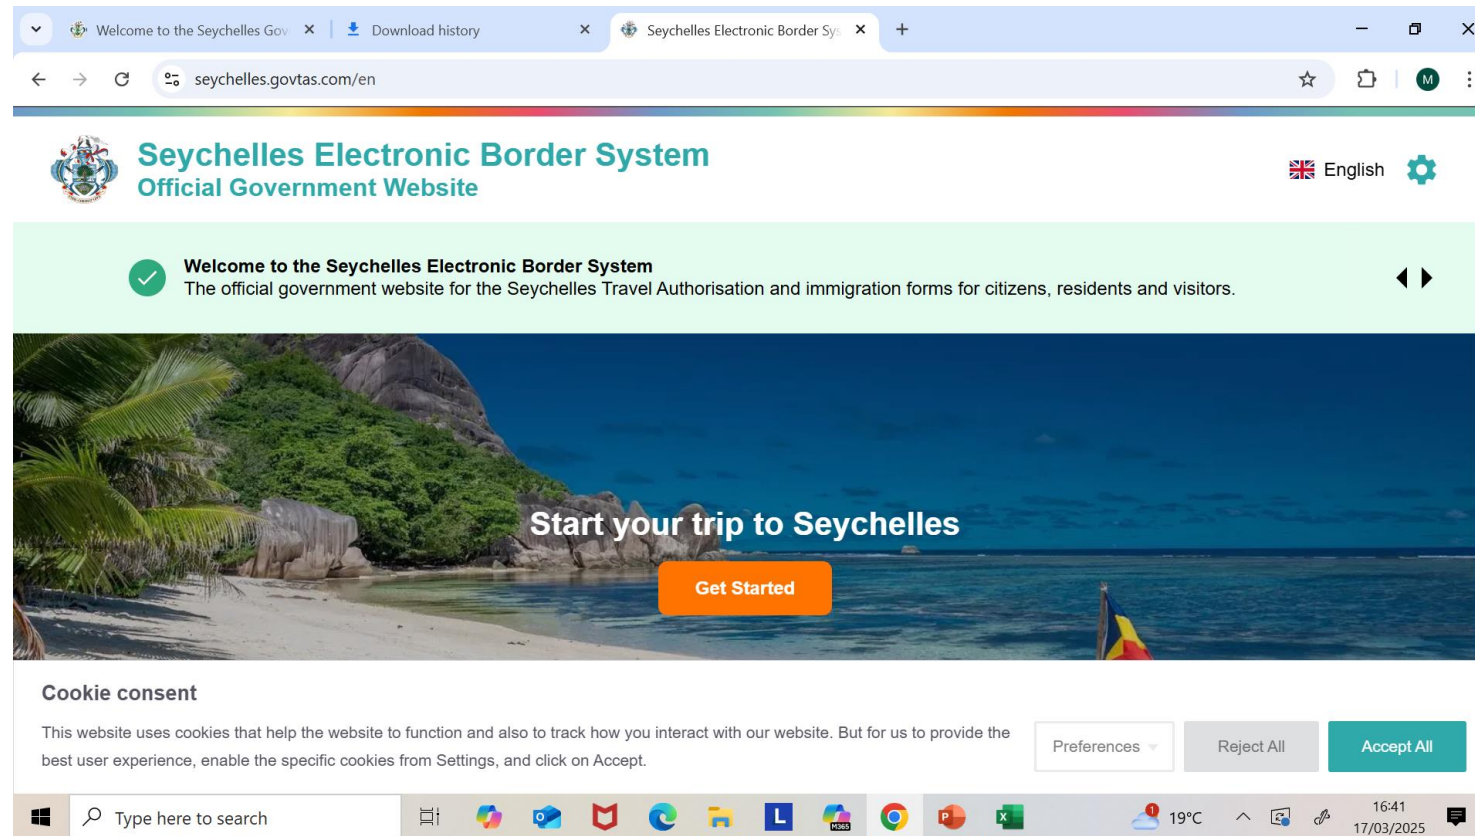 Welcome to the Seychelles Gov
Download history
Seychelles Electronic Border Sys
seychelles.govtas.com/en
M
Seychelles Electronic Border System
Official Government Website
English
Welcome to the Seychelles Electronic Border System
The official government website for the Seychelles Travel Authorisation and immigration forms for citizens, residents and visitors.
Start your trip to Seychelles
Get Started
Cookie consent
This website uses cookies that help the website to function and also to track how you interact with our website. But for us to provide the
best user experience, enable the specific cookies from Settings, and click on Accept.
Preferences
Reject All
Accept All
Type here to search
L
M365
P
X
1
19°C
16:41
17/03/2025